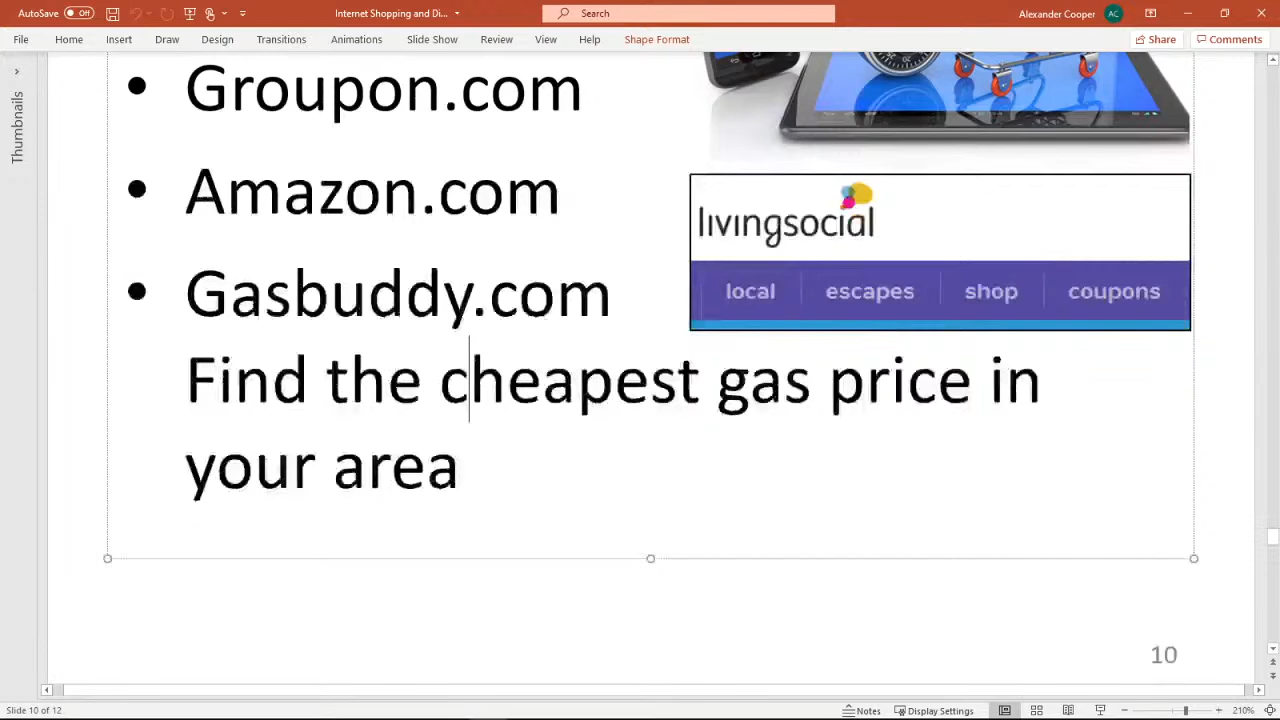 AutoSave Off Internet Shopping and Di... Search Alexander Cooper AC
File Home Insert Draw Design Transitions Animations Slide Show Review View Help Shape Format Share Comments
Thumbnails
• Groupon.com
• Amazon.com
livingsocial
local escapes shop coupons
• Gasbuddy.com
Find the cheapest gas price in
your area
10
Slide 10 of 12 Notes Display Settings 210%